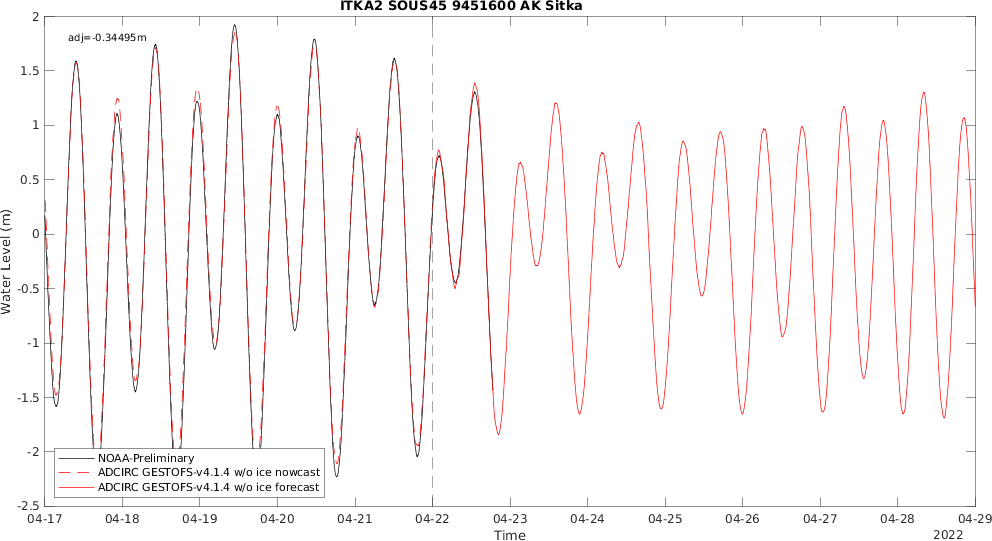 ITKA2 SOUS45 9451600 AK Sitka
adj=-0.34495m
2
1.5
1
0.5
0
-0.5
-1
-1.5
-2
-2.5
Water Level (m)
NOAA-Preliminary
ADCIRC GESTOFS-v4.1.4 w/o ice nowcast
ADCIRC GESTOFS-v4.1.4 w/o ice forecast
04-17 04-18 04-19 04-20 04-21 04-22 04-23 04-24 04-25 04-26 04-27 04-28 04-29
Time
2022